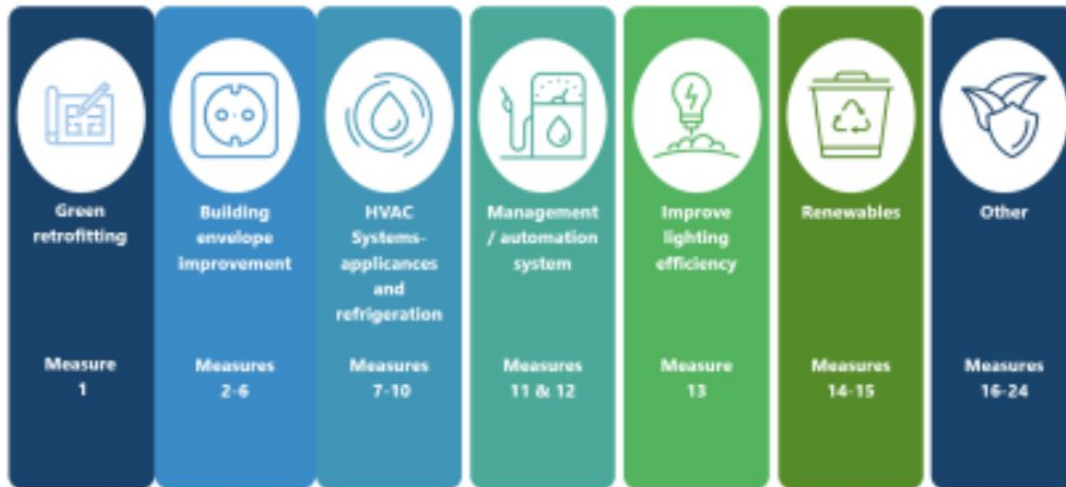 Green
retrofitting
Measure
1
Building
envelope
improvement
Measures
2-6
HVAC
Systems-
applicances
and
refrigeration
Measures
7-10
Management
/ automation
system
Measures
11 & 12
Improve
lighting
efficiency
Measure
13
Renewables
Measures
14-15
Other
Measures
16-24